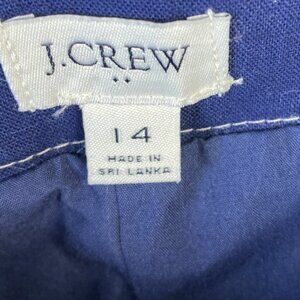 J.CREW
14
MADE IN
SRI LANKA